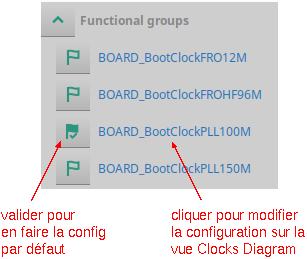 Functional groups
BOARD_BootClockFRO12M
BOARD_BootClockFROHF96M
BOARD_BootClockPLL100M
BOARD_BootClockPLL150M
valider pour
en faire la config
par défaut
cliquer pour modifier
la configuration sur la
vue Clocks Diagram